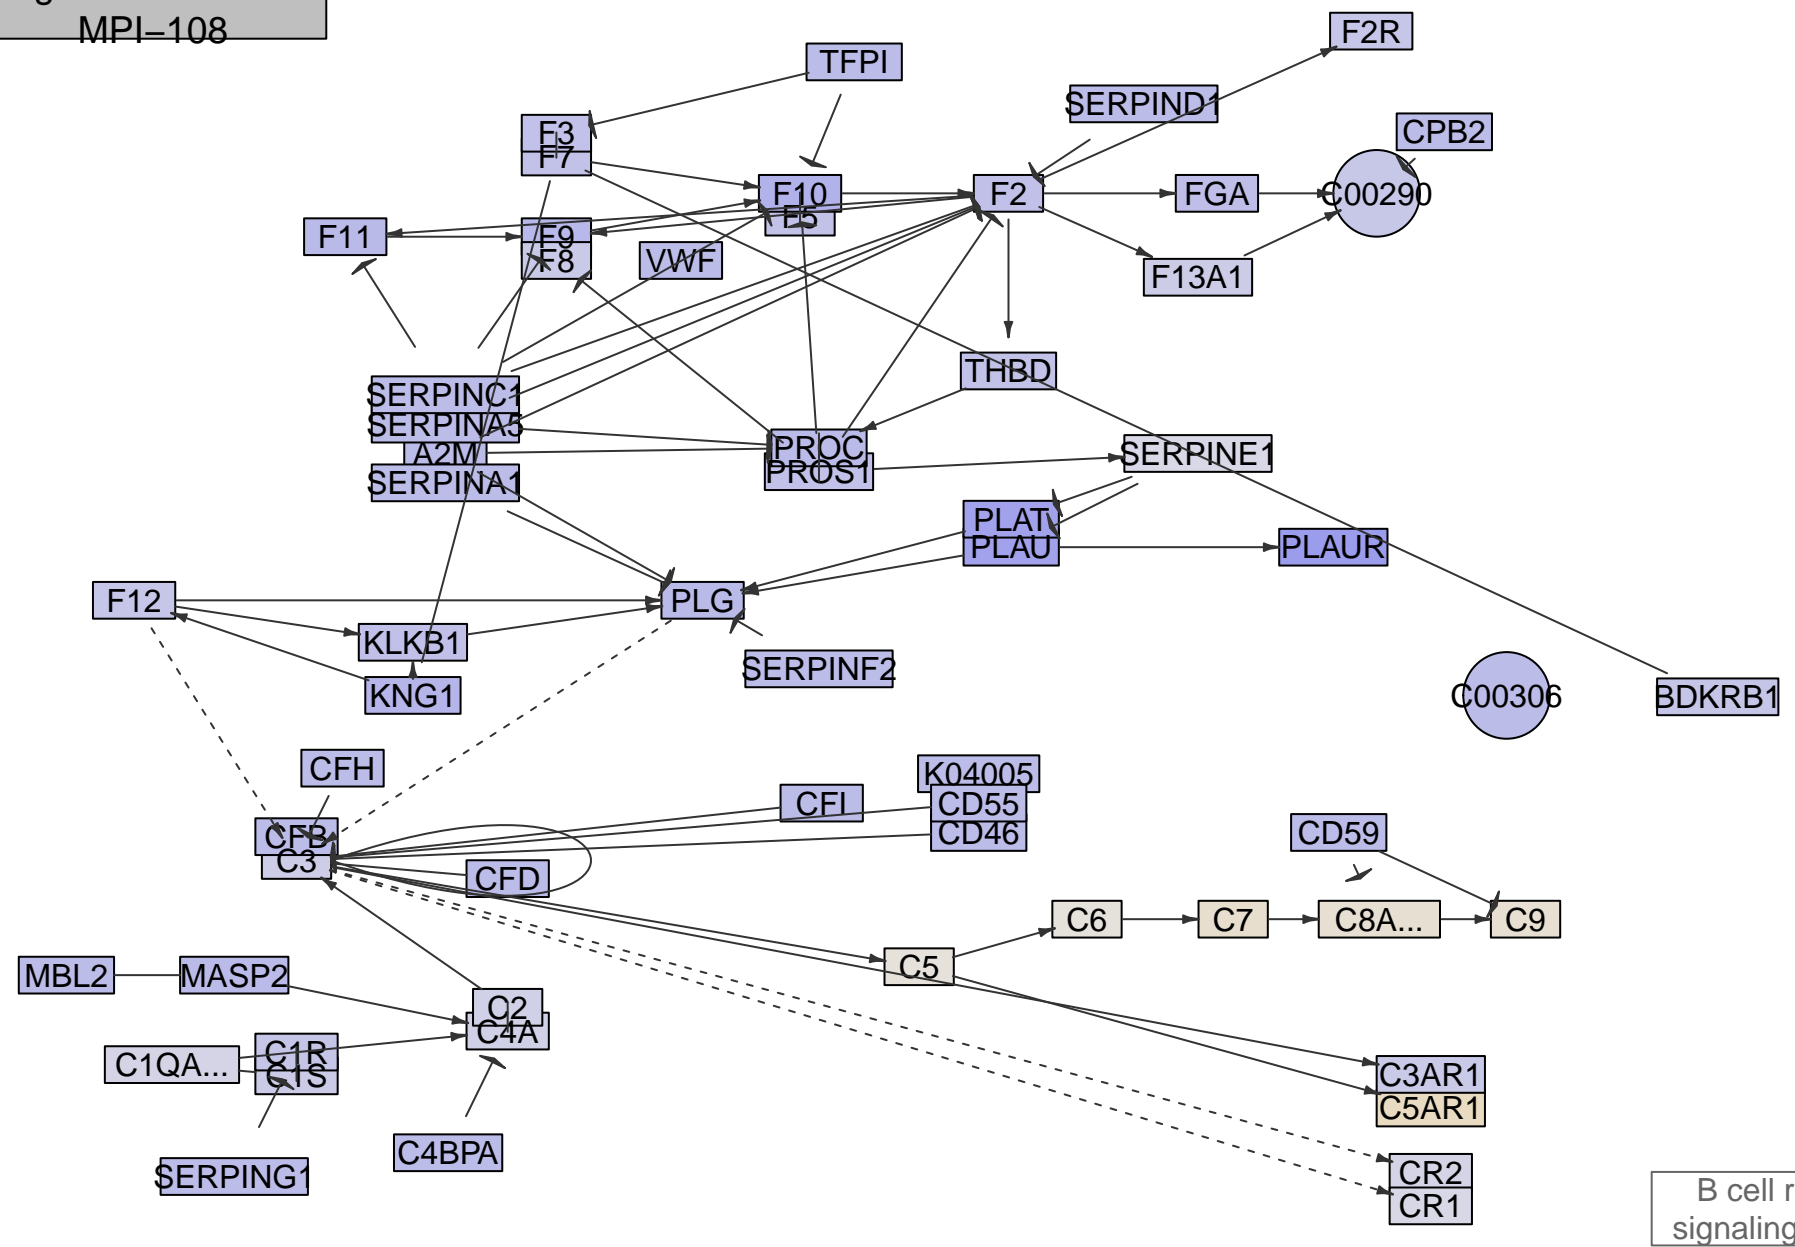 MPI–108
F2R
TFPI
SERPIND1
CPB2
F3
F7
F10
F5
F2
FGA
C00290
F11
F9
F8
VWF
F13A1
THBD
SERPINC1
SERPINA5
A2M
SERPINA1
PROC
PROS1
SERPINE1
PLAT
PLAU
PLAUR
F12
PLG
KLKB1
KNG1
SERPINF2
C00306
BDKRB1
CFH
K04005
CFI
CD55
CD46
CFB
C3
CD59
CFD
C6
C7
C8A...
C9
C5
MBL2
MASP2
C2
C4A
C1QA...
C1R
C1S
C3AR1
C5AR1
C4BPA
SERPING1
CR2
CR1
B cell r
signaling